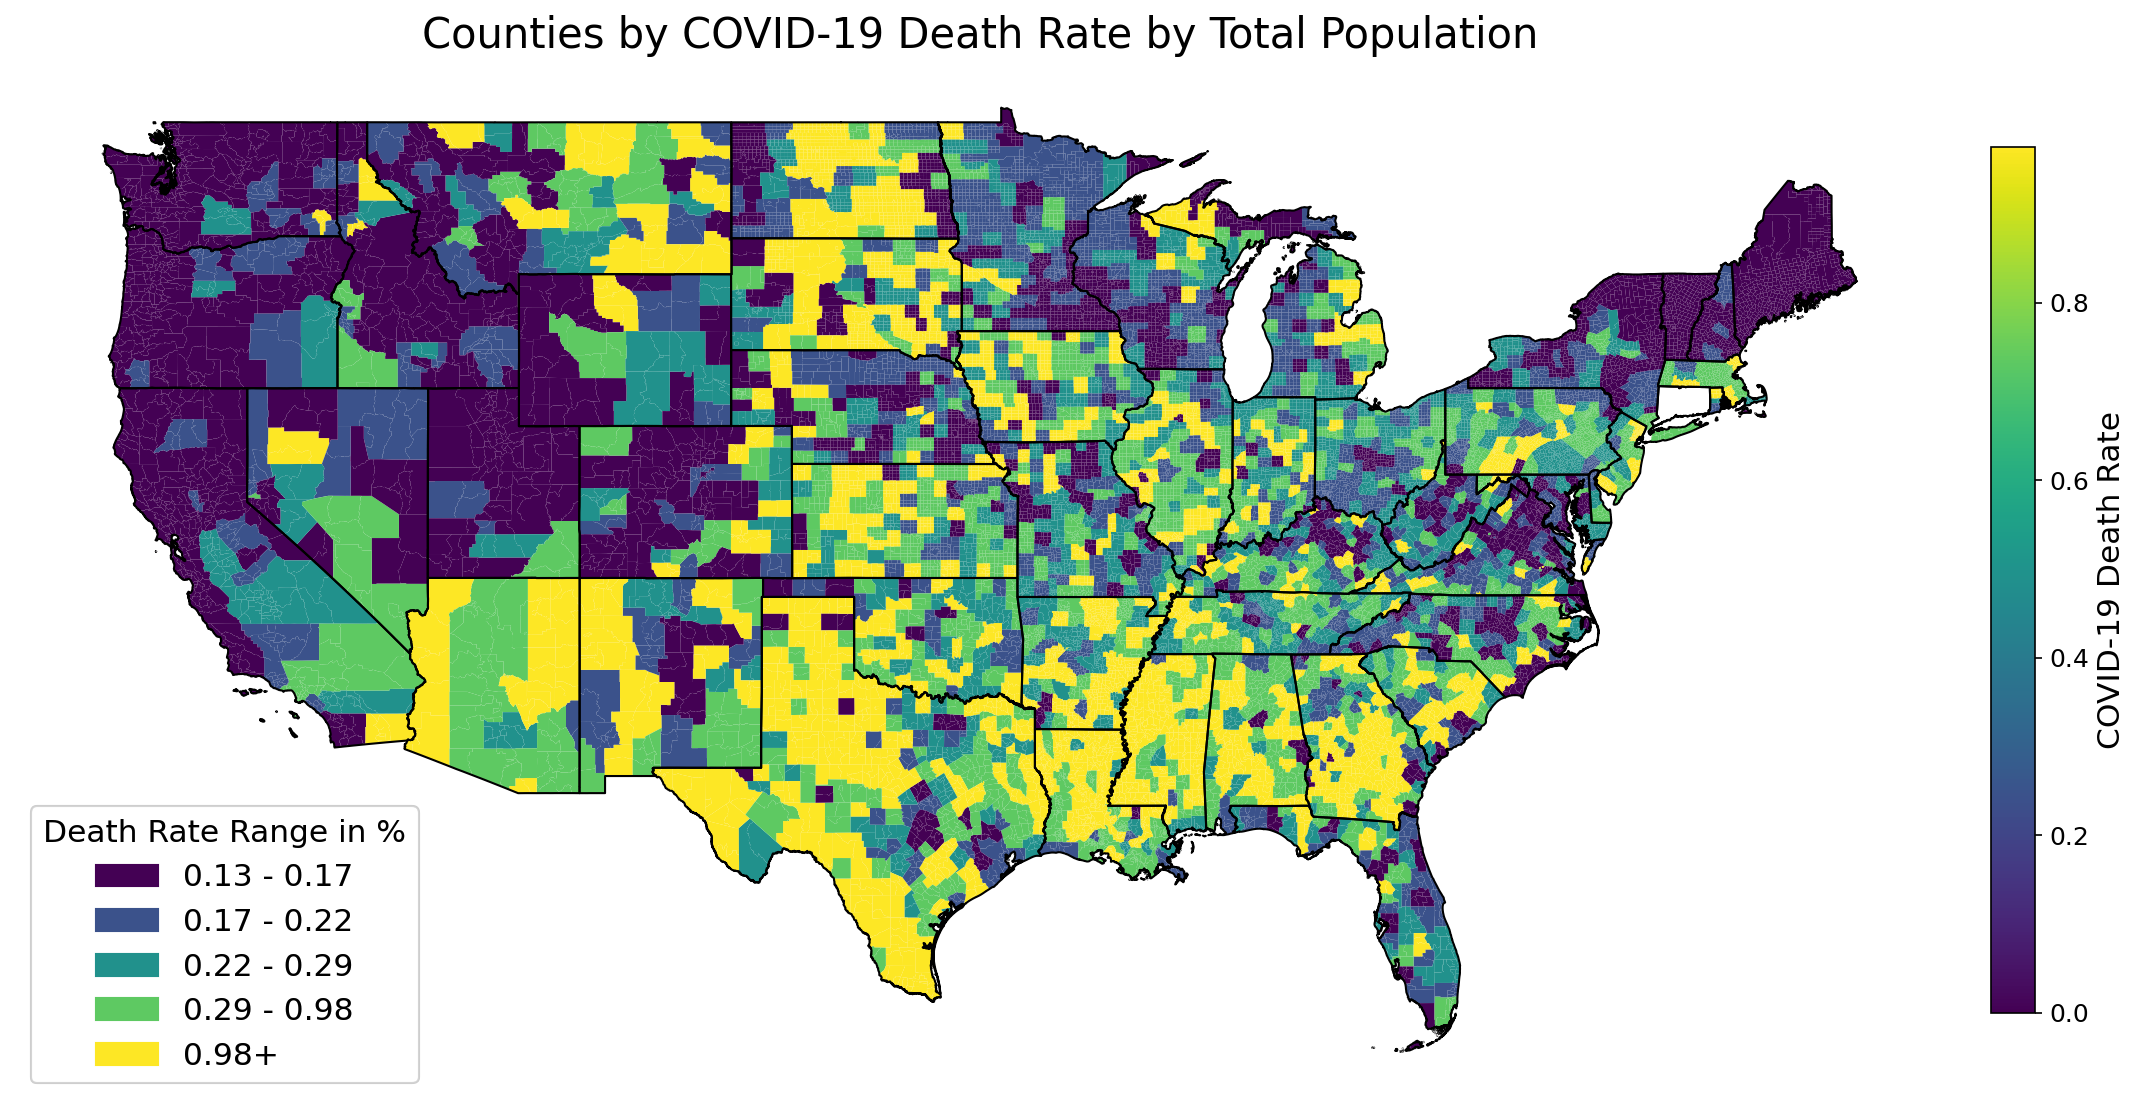 Counties by COVID-19 Death Rate by Total Population
Death Rate Range in %
0.13 - 0.17
0.17 - 0.22
0.22 - 0.29
0.29 - 0.98
0.98+
0.8
0.6
0.4
0.2
0.0
COVID-19 Death Rate